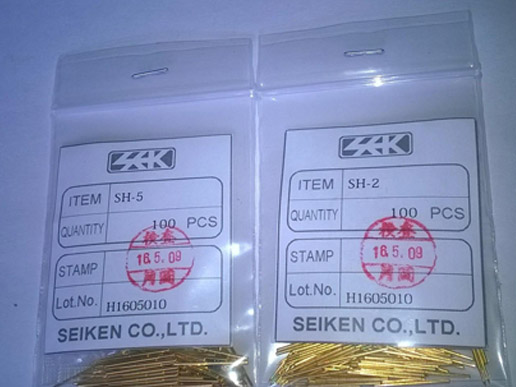 SEK
ITEM SH-5
QUANTITY 100 PCS
検査
16.5.09
STAMP
Lot.No. H1605010
SEIKEN CO.,LTD.
SEK
ITEM SH-2
QUANTITY 100 PCS
検査
16.5.09
STAMP
Lot.No. H1605010
SEIKEN CO.,LTD.